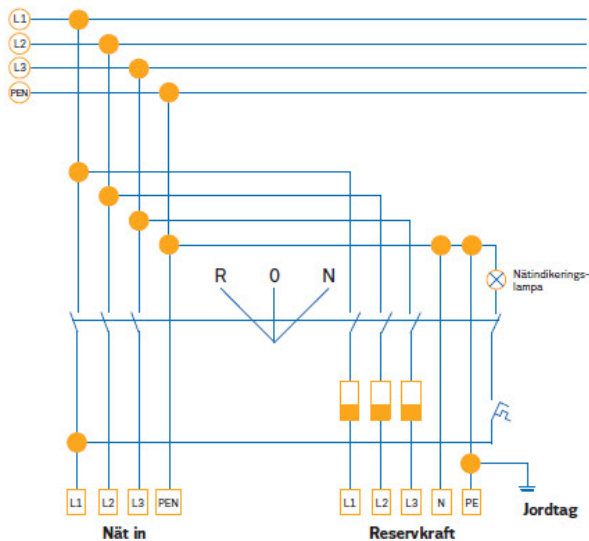 L1
L2
L3
PEN
R 0 N
Nätindikerings-
lampa
L1 L2 L3 PEN L1 L2 L3 N PE
Jordtag
Nät in Reservkraft